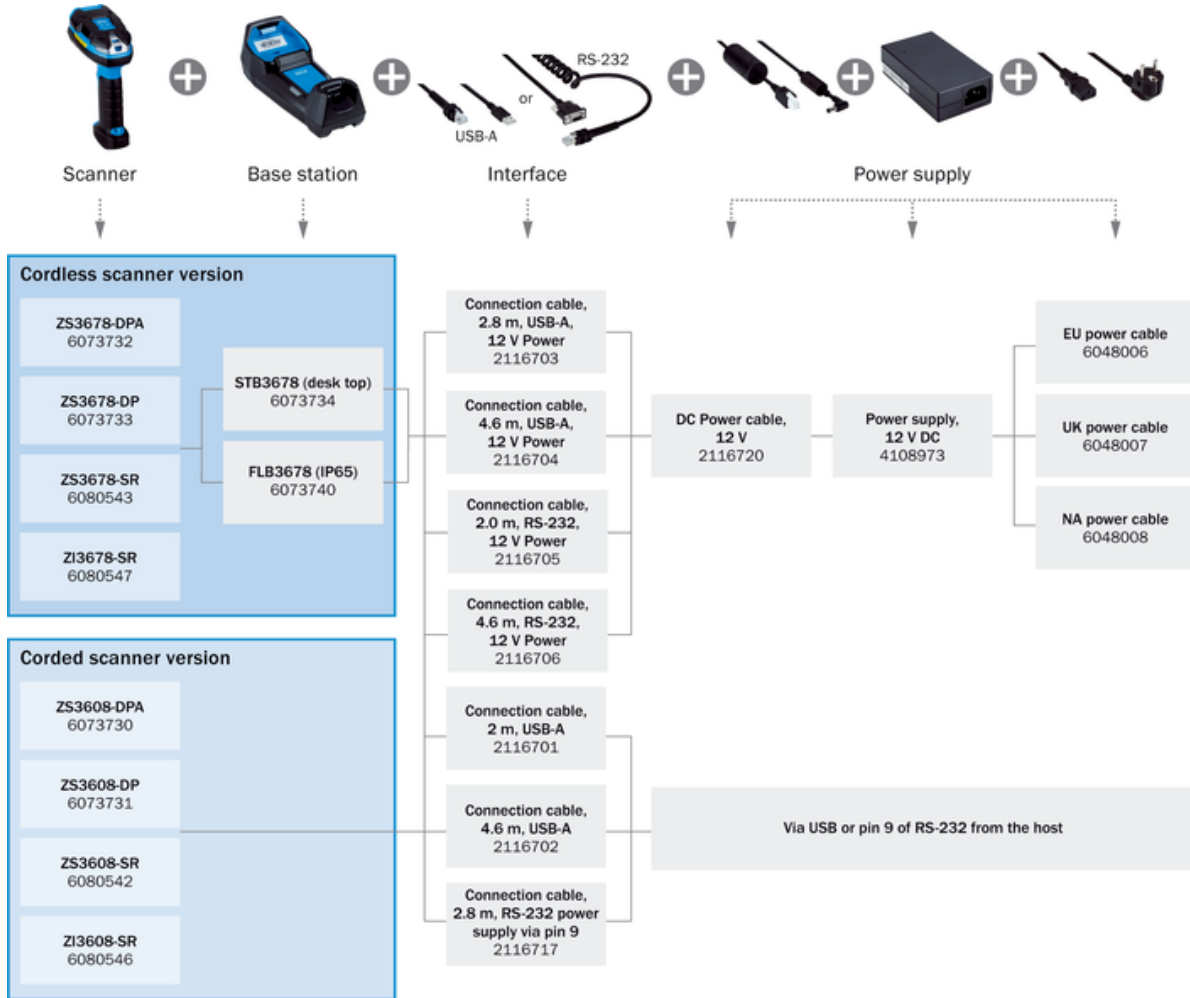 RS-232
or
USB-A
Scanner
Base station
Interface
Power supply
Cordless scanner version
ZS3678-DPA
6073732
ZS3678-DP
6073733
ZS3678-SR
6080543
ZI3678-SR
6080547
STB3678 (desk top)
6073734
FLB3678 (IP65)
6073740
Connection cable,
2.8 m, USB-A,
12 V Power
2116703
Connection cable,
4.6 m, USB-A,
12 V Power
2116704
Connection cable,
2.0 m, RS-232,
12 V Power
2116705
Connection cable,
4.6 m, RS-232,
12 V Power
2116706
DC Power cable,
12 V
2116720
Power supply,
12 V DC
4108973
EU power cable
6048006
UK power cable
6048007
NA power cable
6048008
Corded scanner version
ZS3608-DPA
6073730
ZS3608-DP
6073731
ZS3608-SR
6080542
ZI3608-SR
6080546
Connection cable,
2 m, USB-A
2116701
Connection cable,
4.6 m, USB-A
2116702
Connection cable,
2.8 m, RS-232 power
supply via pin 9
2116717
Via USB or pin 9 of RS-232 from the host